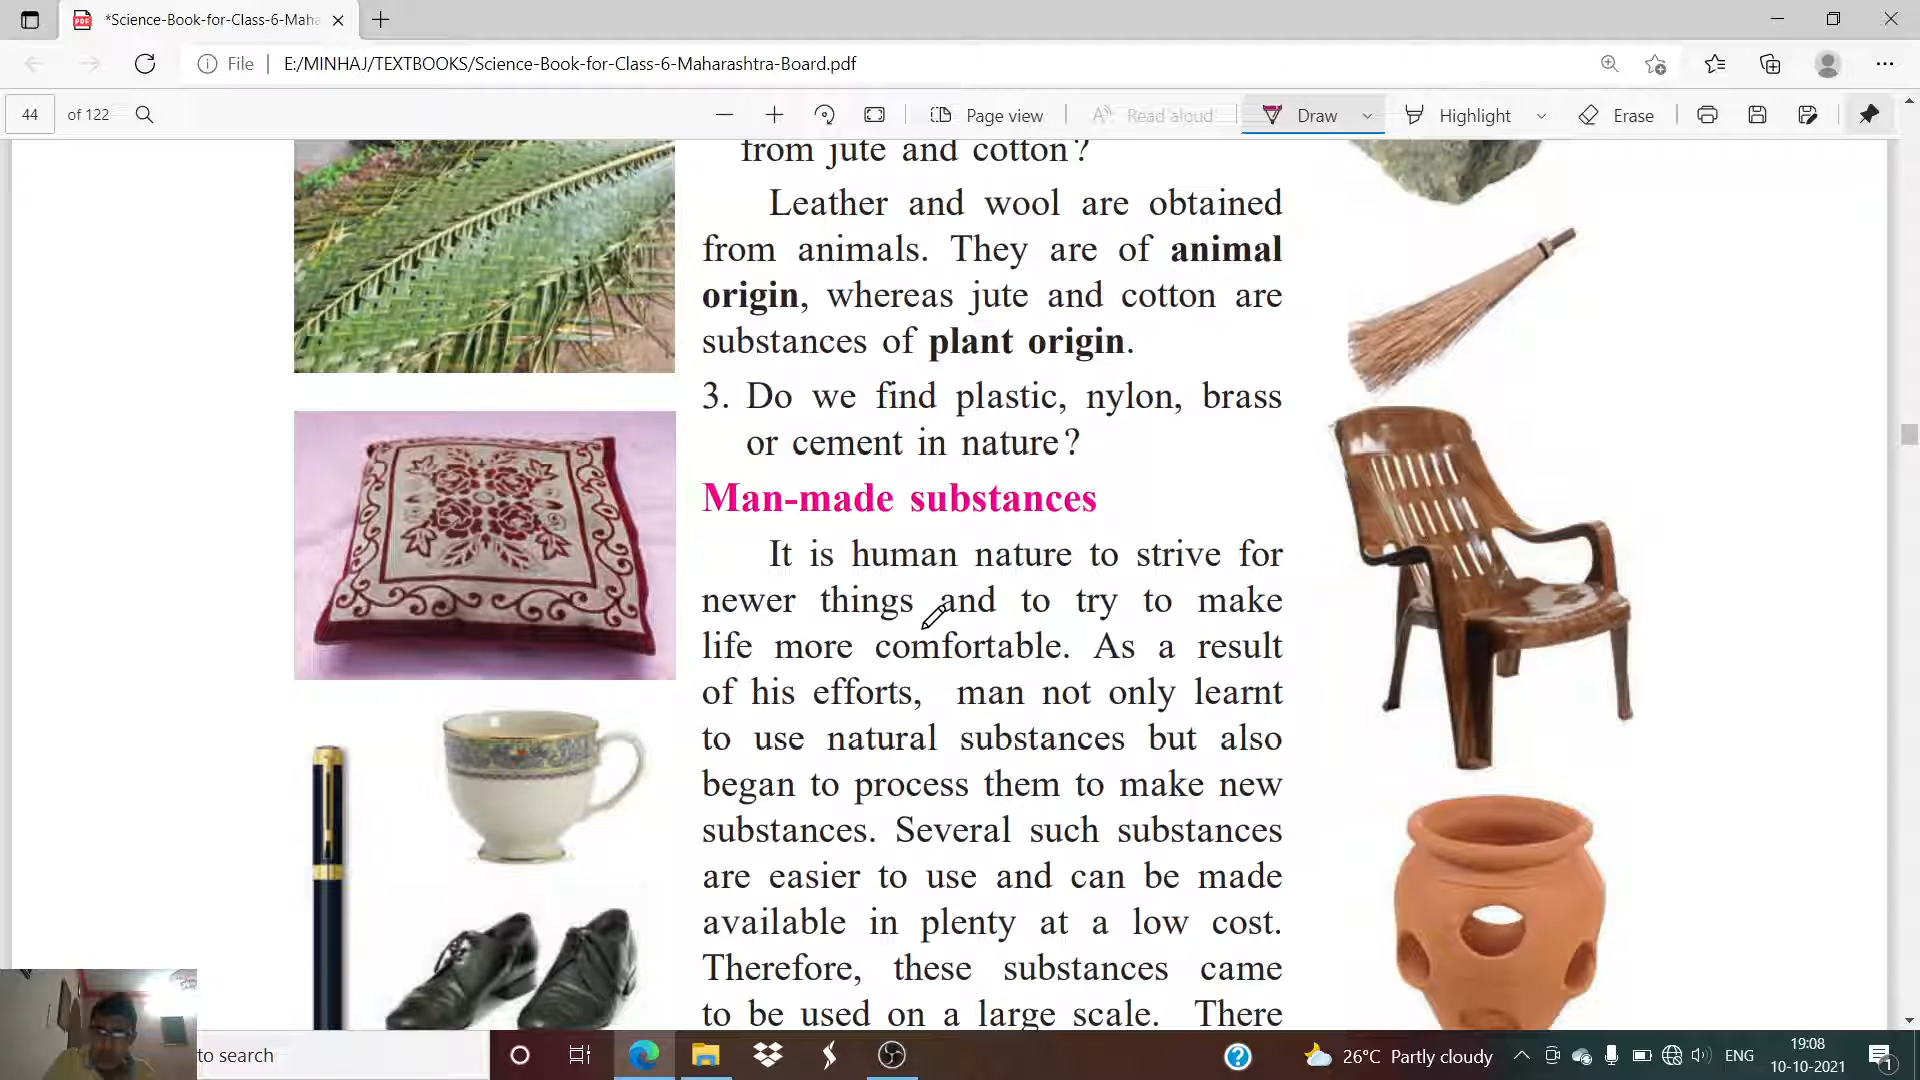 *Science-Book-for-Class-6-Maha
File
E:/MINHAJ/TEXTBOOKS/Science-Book-for-Class-6-Maharashtra-Board.pdf
44 of 122
Page view
Read aloud
Draw
Highlight
Erase
from jute and cotton?
Leather and wool are obtained
from animals. They are of animal
origin, whereas jute and cotton are
substances of plant origin.
3. Do we find plastic, nylon, brass
or cement in nature?
Man-made substances
It is human nature to strive for
newer things and to try to make
life more comfortable. As a result
of his efforts, man not only learnt
to use natural substances but also
began to process them to make new
substances. Several such substances
are easier to use and can be made
available in plenty at a low cost.
Therefore, these substances came
to be used on a large scale. There
to search
26°C Partly cloudy
ENG
19:08
10-10-2021
1